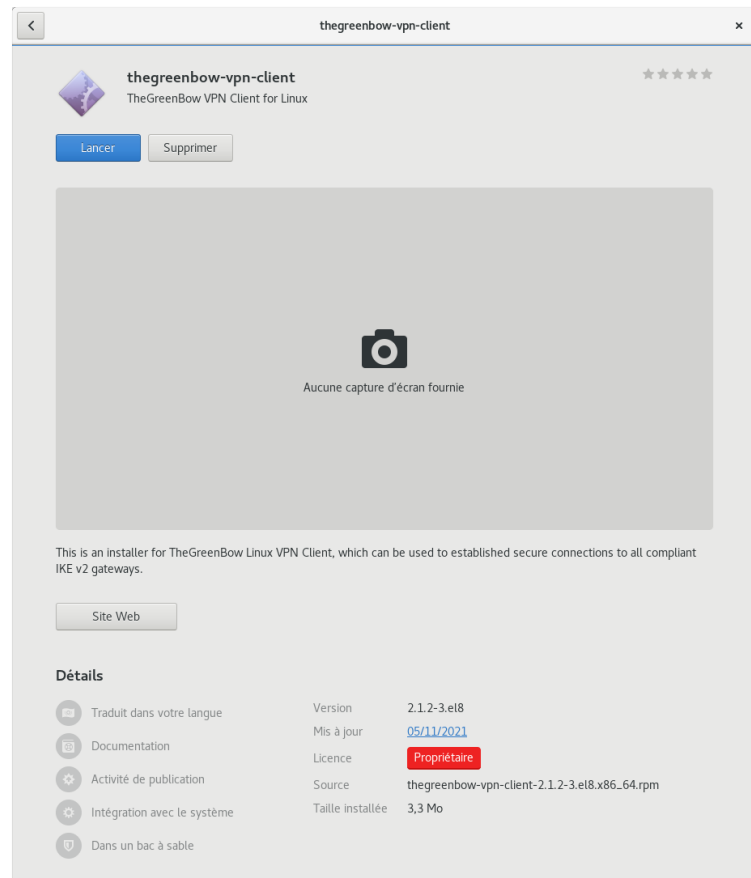 thegreenbow-vpn-client
thegreenbow-vpn-client
TheGreenBow VPN Client for Linux
Lancer
Supprimer
Aucune capture d'écran fournie
This is an installer for TheGreenBow Linux VPN Client, which can be used to established secure connections to all compliant
IKE v2 gateways.
Site Web
Détails
Traduit dans votre langue
Documentation
Activité de publication
Intégration avec le système
Dans un bac à sable
Version 2.1.2-3.el8
Mis à jour 05/11/2021
Licence Propriétaire
Source thegreenbow-vpn-client-2.1.2-3.el8.x86_64.rpm
Taille installée 3,3 Mo